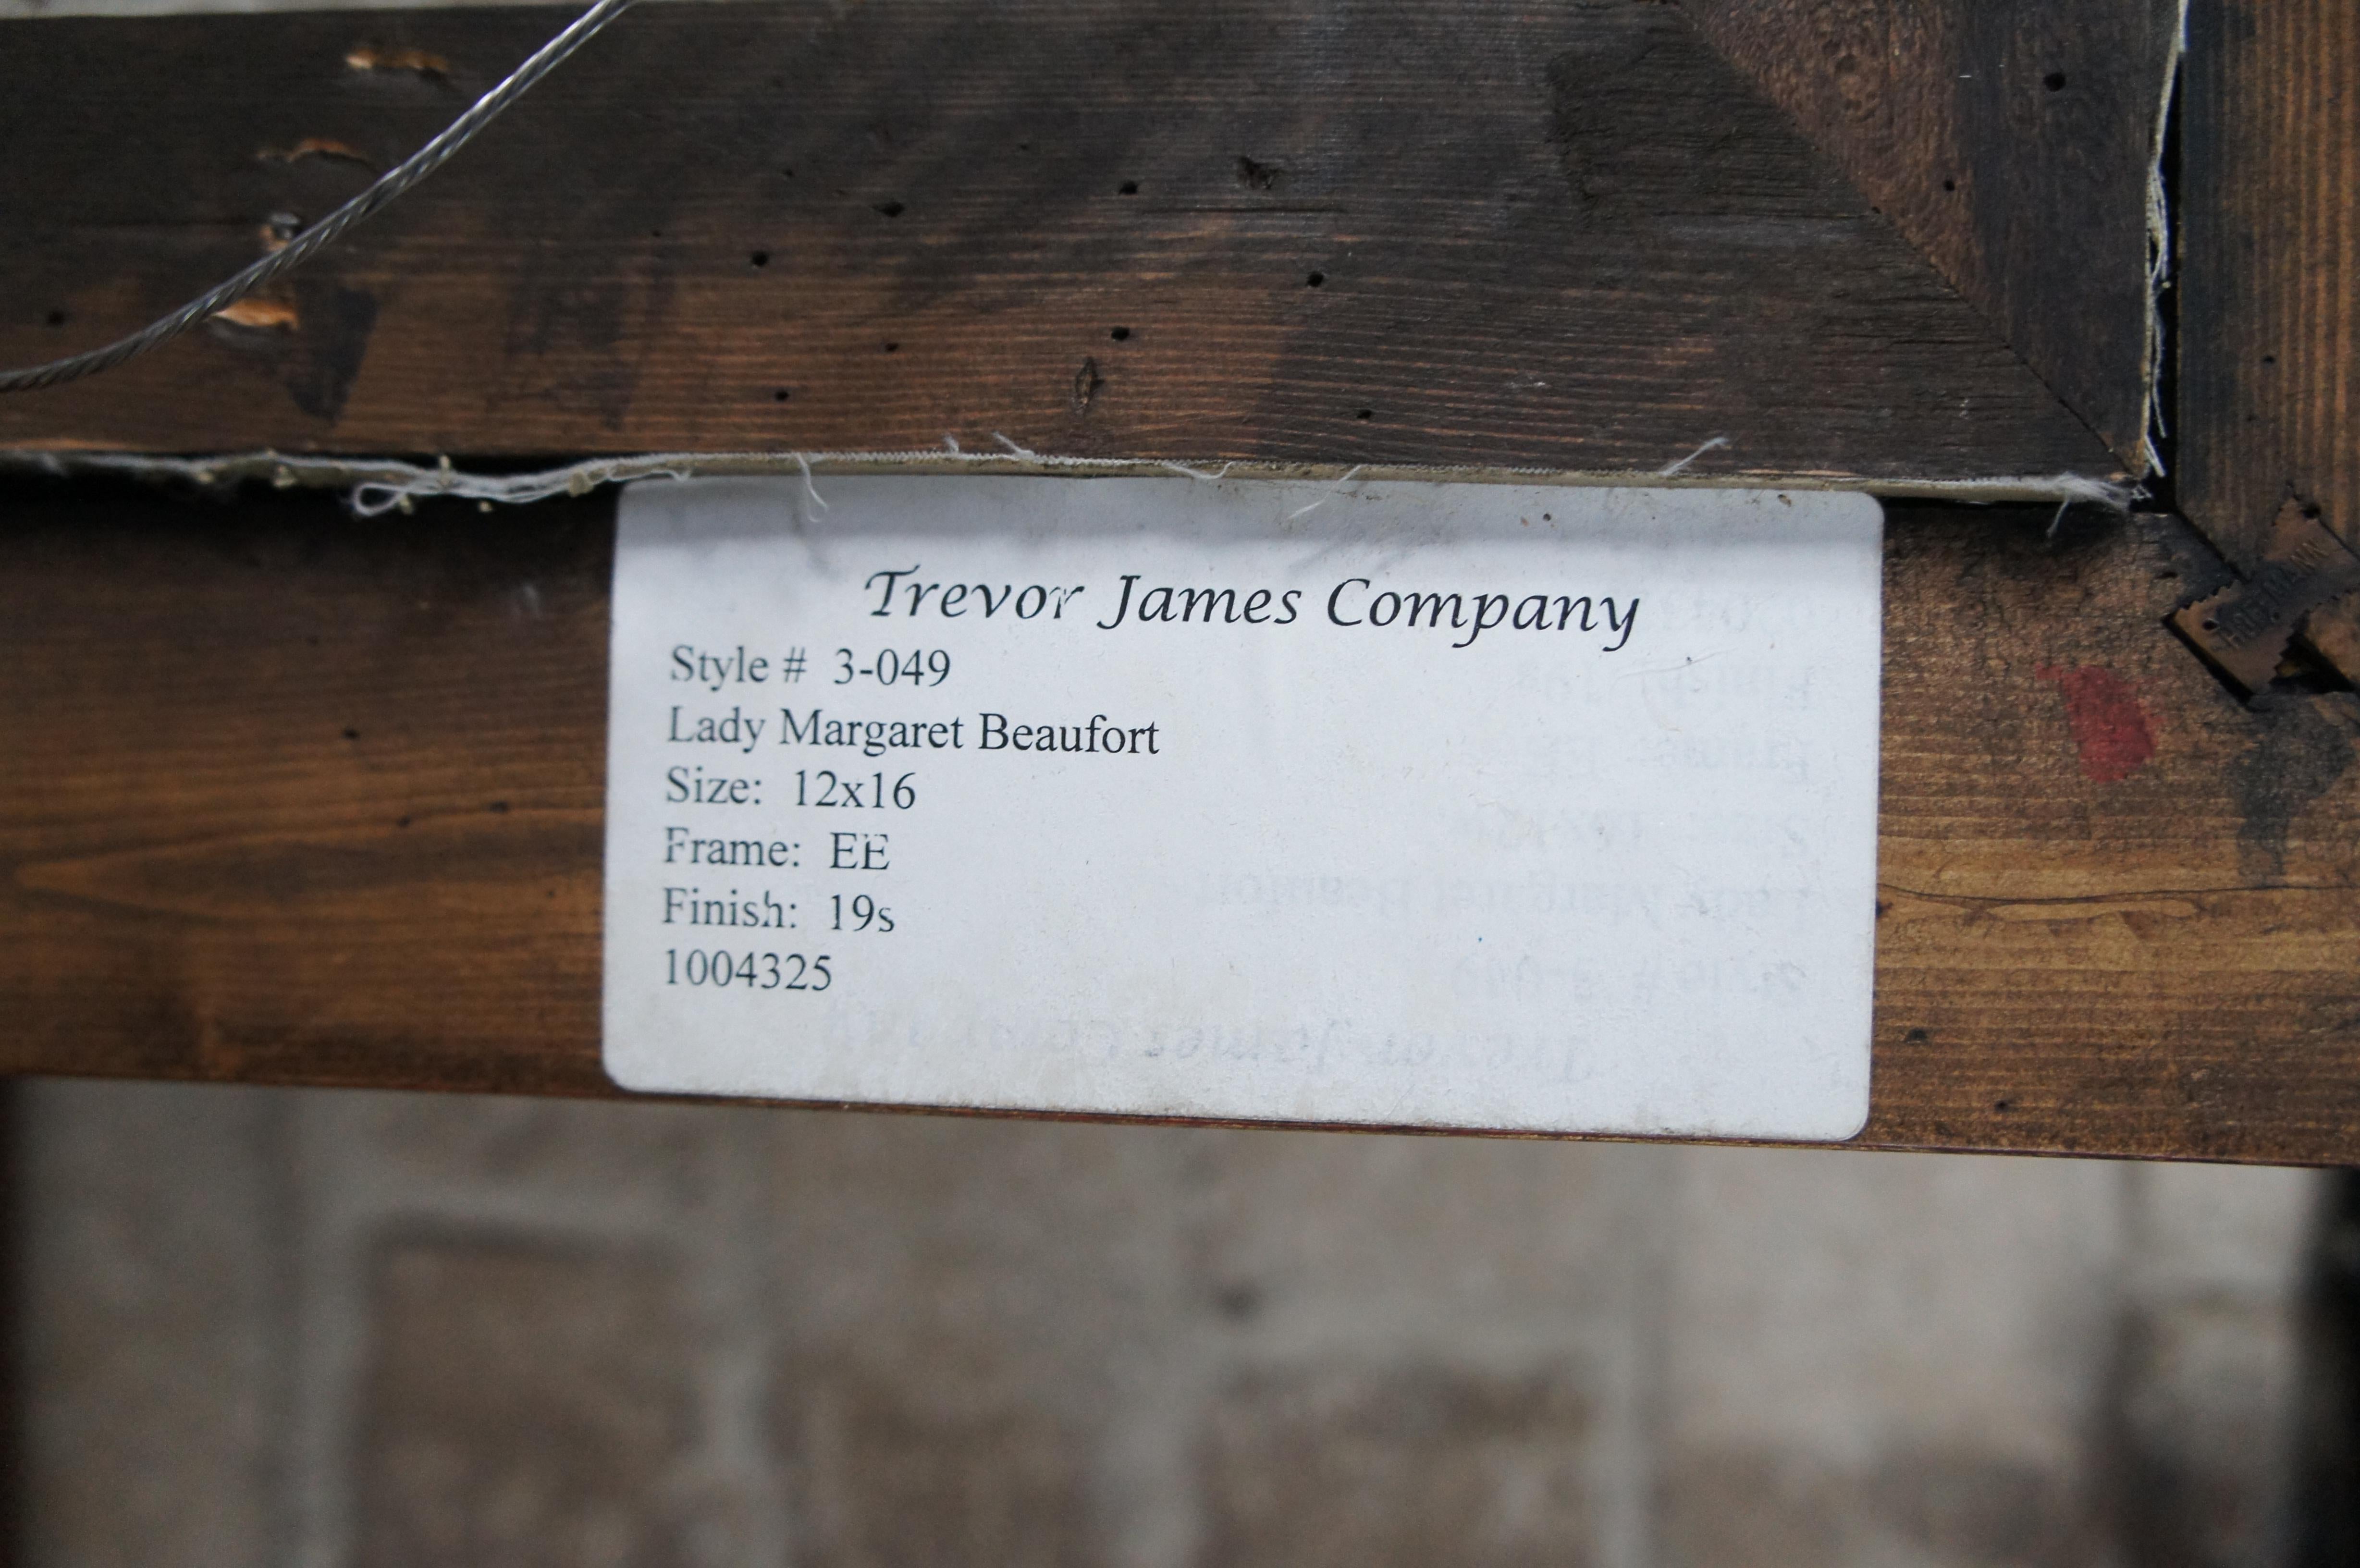 Trevor James Company
Style # 3-049
Lady Margaret Beaufort
Size: 12x16
Frame: EE
Finish: 19s
1004325